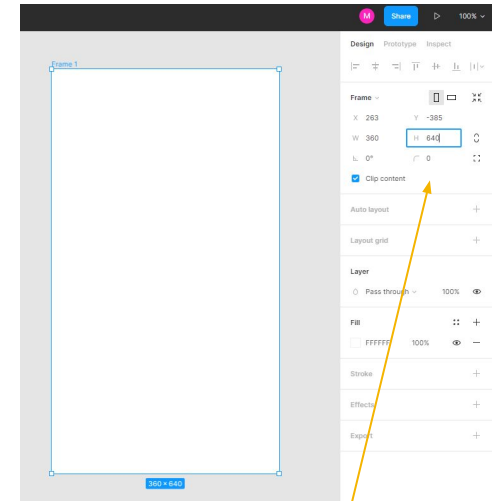 M Share 100%
Design Prototype Inspect
Frame 1
Frame
X 263 Y -385
W 360 H 640
0° 0
Clip content
Auto layout
Layout grid
Layer
Pass through 100%
Fill
FFFFFF 100%
Stroke
Effects
Export
360 × 640